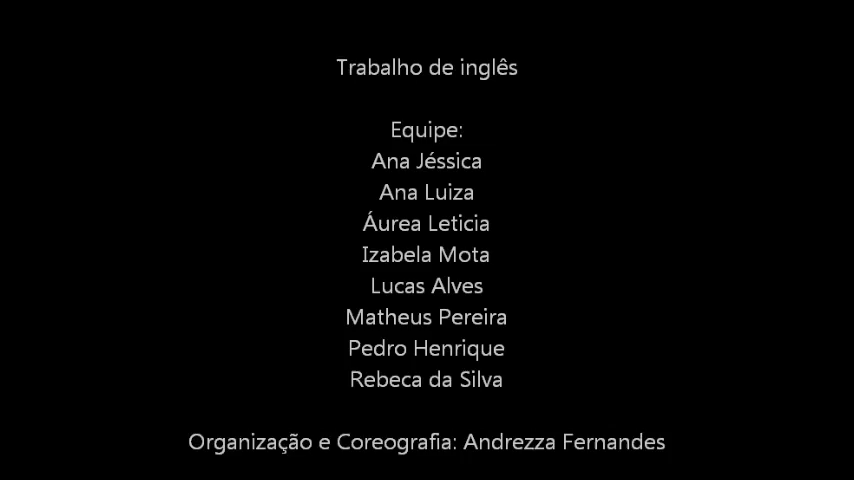 Trabalho de inglês
Equipe:
Ana Jéssica
Ana Luiza
Áurea Leticia
Izabela Mota
Lucas Alves
Matheus Pereira
Pedro Henrique
Rebeca da Silva
Organização e Coreografia: Andrezza Fernandes